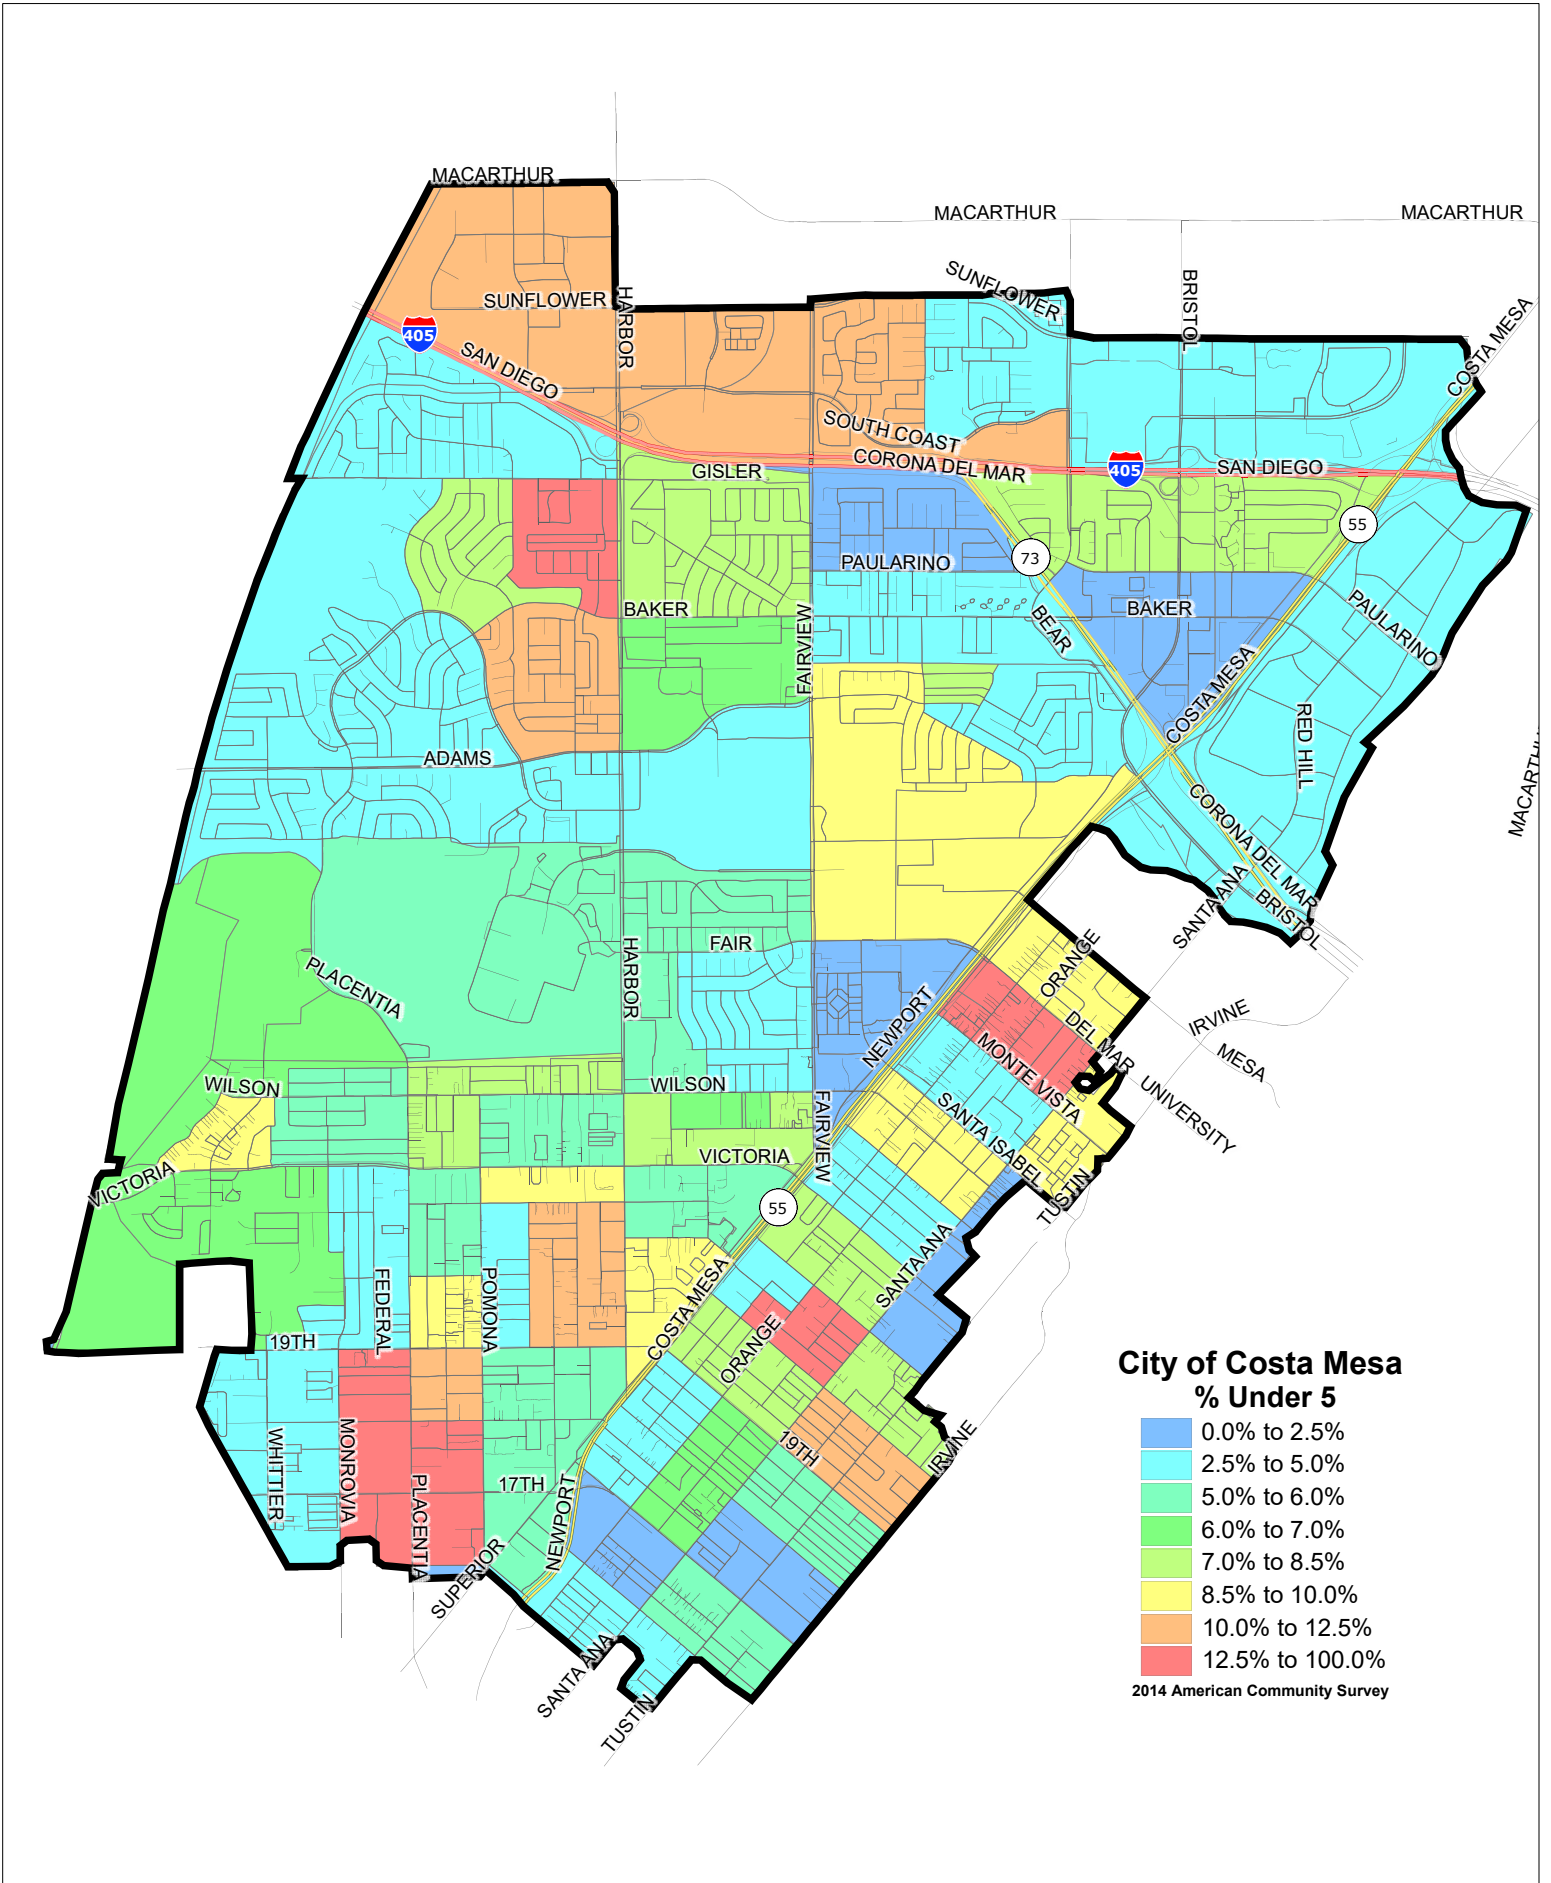 MACARTHUR
MACARTHUR
MACARTHUR
SUNFLOWER
BRISTOL
SUNFLOWER
HARBOR
COSTA MESA
405
SAN DIEGO
SOUTH COAST
CORONA DEL MAR
GISLER
405
SAN DIEGO
55
PAULARINO
73
BAKER
FAIRVIEW
BEAR
BAKER
PAULARINO
COSTA MESA
RED HILL
ADAMS
MACARTHU
CORONA DEL MAR
SANTA ANA
BRISTOL
PLACENTIA
HARBOR
FAIR
ORANGE
NEWPORT
DEL MAR
IRVINE
MESA
MONTE VISTA
UNIVERSITY
WILSON
WILSON
FAIRVIEW
SANTA ISABEL
VICTORIA
VICTORIA
TUSTIN
55
SANTA ANA
FEDERAL
POMONA
COSTA MESA
19TH
ORANGE
WHITTIER
MONROVIA
PLACENTIA
17TH
NEWPORT
19TH
IRVINE
SUPERIOR
SANTA ANA
TUSTIN
City of Costa Mesa
% Under 5
0.0% to 2.5%
2.5% to 5.0%
5.0% to 6.0%
6.0% to 7.0%
7.0% to 8.5%
8.5% to 10.0%
10.0% to 12.5%
12.5% to 100.0%
2014 American Community Survey